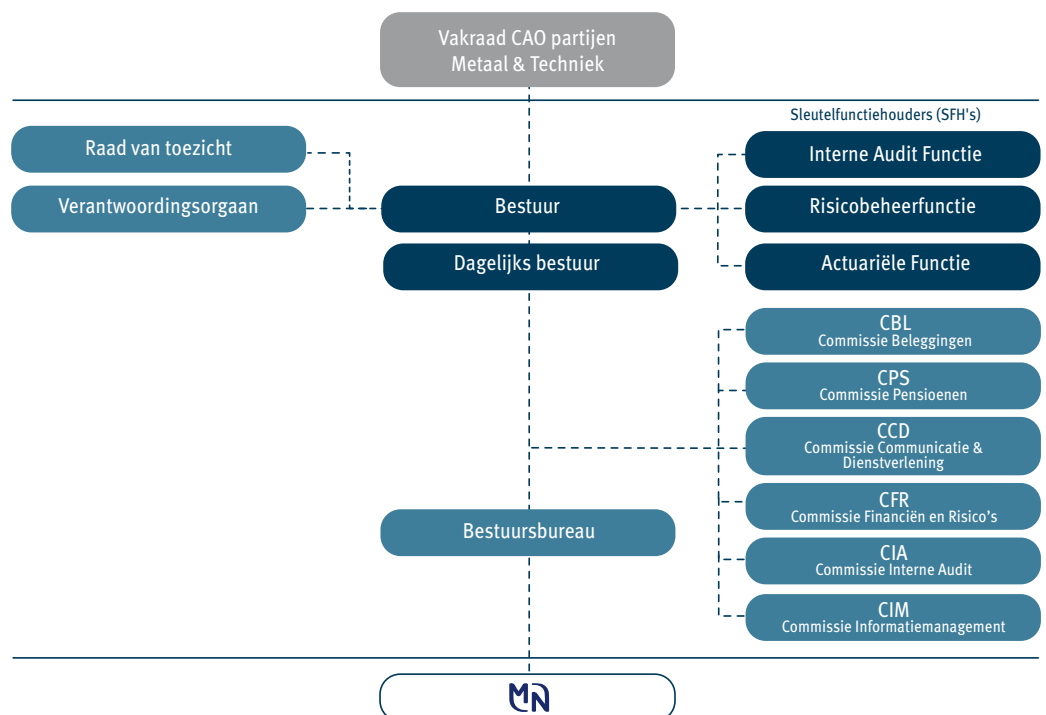 Vakraad CAO partijen
Metaal & Techniek
Sleutelfunctiehouders (SFH's)
Raad van toezicht
Verantwoordingsorgaan
Bestuur
Dagelijks bestuur
Interne Audit Functie
Risicobeheerfunctie
Actuariële Functie
CBL
Commissie Beleggingen
CPS
Commissie Pensioenen
CCD
Commissie Communicatie &
Dienstverlening
CFR
Commissie Financiën en Risico’s
CIA
Commissie Interne Audit
CIM
Commissie Informatiemanagement
Bestuursbureau
MN